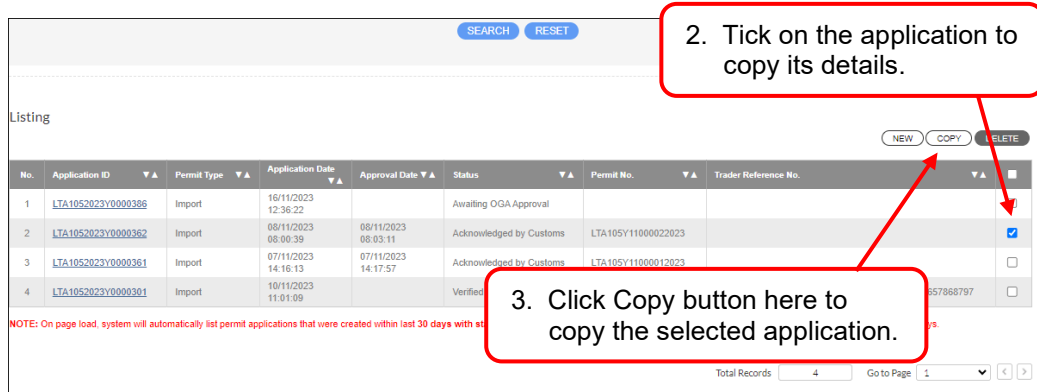 SEARCH RESET
2. Tick on the application to
copy its details.
Listing
NEW COPY DELETE
No. Application ID ▼▲ Permit Type ▼▲ Application Date ▼▲ Approval Date ▼▲ Status ▼▲ Permit No. ▼▲ Trader Reference No. ▼▲
1 LTA1052023Y0000386 Import 16/11/2023 12:36:22 Awaiting OGA Approval
2 LTA1052023Y0000362 Import 08/11/2023 08:00:39 08/11/2023 08:03:11 Acknowledged by Customs LTA105Y11000022023
3 LTA1052023Y0000361 Import 07/11/2023 14:16:13 07/11/2023 14:17:57 Acknowledged by Customs LTA105Y11000012023
4 LTA1052023Y0000301 Import 10/11/2023 11:01:09 Verified 657868797
3. Click Copy button here to
copy the selected application.
NOTE: On page load, system will automatically list permit applications that were created within last 30 days with
Total Records 4 Go to Page 1